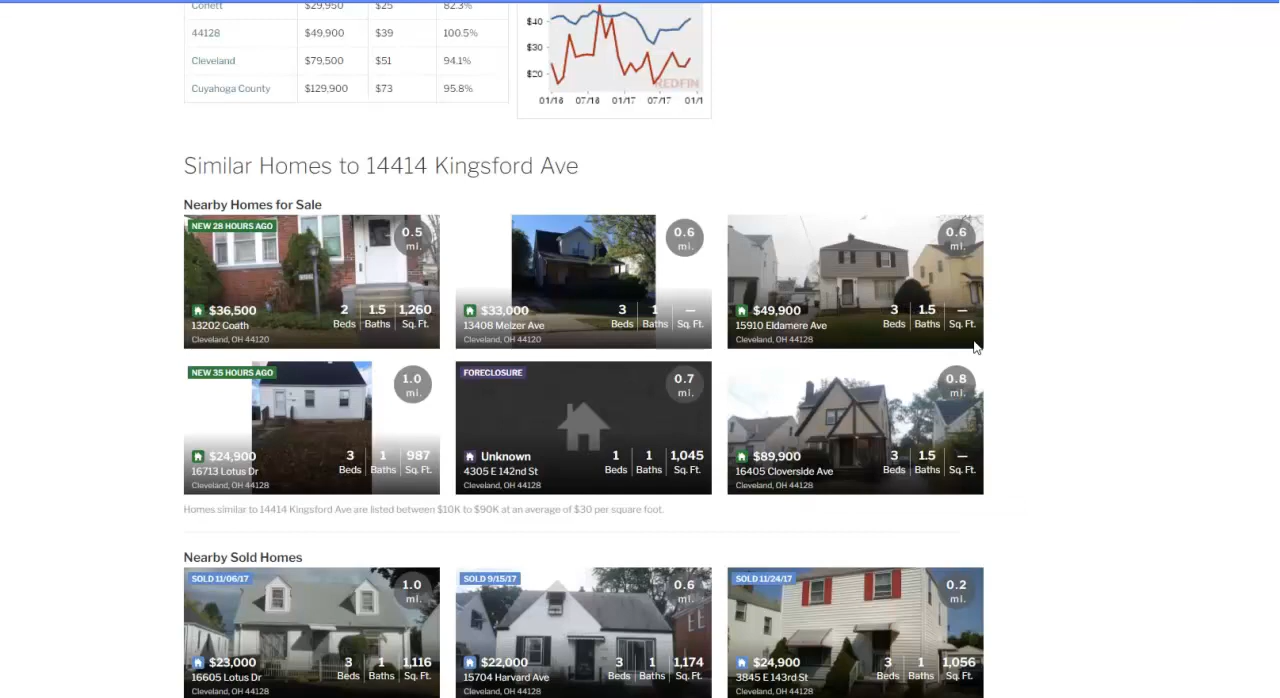 Corlett $29,950 $25 82.3%
44128 $49,900 $39 100.5%
Cleveland $79,500 $51 94.1%
Cuyahoga County $129,900 $73 95.8%
$40
$30
$20
REDFIN
01/16 07/16 01/17 07/17 01/1
Similar Homes to 14414 Kingsford Ave
Nearby Homes for Sale
NEW 28 HOURS AGO
0.5
mi.
$36,500 2 1.5 1,260
13202 Coath Beds Baths Sq. Ft.
Cleveland, OH 44120
0.6
mi.
$33,000 3 1 —
13408 Melzer Ave Beds Baths Sq. Ft.
Cleveland, OH 44120
0.6
mi.
$49,900 3 1.5 —
15910 Eldamere Ave Beds Baths Sq. Ft.
Cleveland, OH 44128
NEW 35 HOURS AGO
1.0
mi.
$24,900 3 1 987
16713 Lotus Dr Beds Baths Sq. Ft.
Cleveland, OH 44128
FORECLOSURE
0.7
mi.
Unknown 1 1 1,045
4305 E 142nd St Beds Baths Sq. Ft.
Cleveland, OH 44128
0.8
mi.
$89,900 3 1.5 —
16405 Cloverside Ave Beds Baths Sq. Ft.
Cleveland, OH 44128
Homes similar to 14414 Kingsford Ave are listed between $10K to $90K at an average of $30 per square foot.
Nearby Sold Homes
SOLD 11/06/17
1.0
mi.
$23,000 3 1 1,116
16605 Lotus Dr Beds Baths Sq. Ft.
Cleveland, OH 44128
SOLD 9/15/17
0.6
mi.
$22,000 3 1 1,174
15704 Harvard Ave Beds Baths Sq. Ft.
Cleveland, OH 44128
SOLD 11/24/17
0.2
mi.
$24,900 3 1 1,056
3845 E 143rd St Beds Baths Sq. Ft.
Cleveland, OH 44128